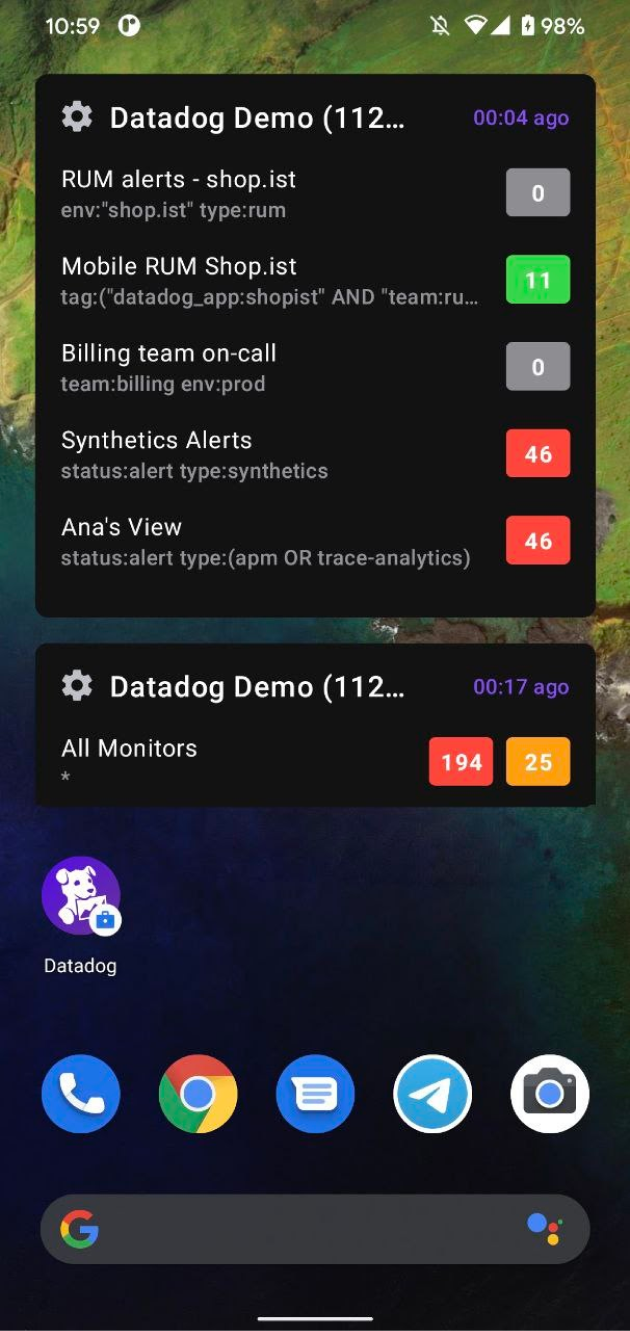 10:59
98%
Datadog Demo (112...
00:04 ago
RUM alerts - shop.ist
env:"shop.ist" type:rum
0
Mobile RUM Shop.ist
tag:("datadog_app:shopist" AND "team:ru...
11
Billing team on-call
team:billing env:prod
0
Synthetics Alerts
status:alert type:synthetics
46
Ana's View
status:alert type:(apm OR trace-analytics)
46
Datadog Demo (112...
00:17 ago
All Monitors
*
194
25
Datadog